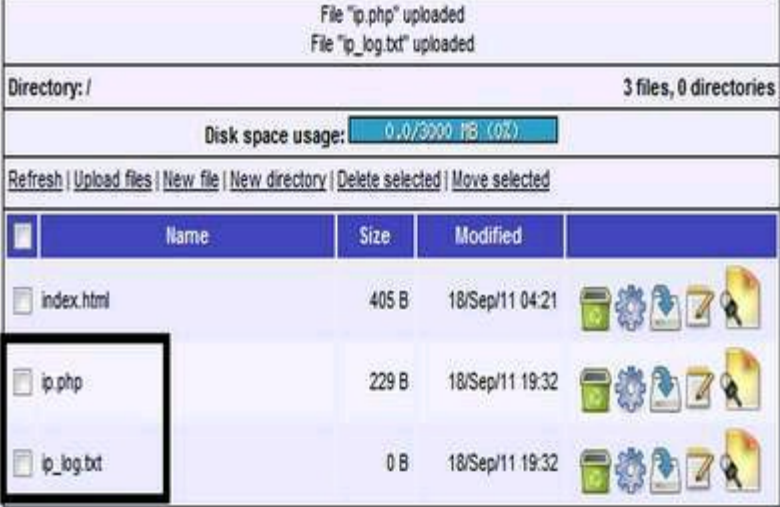 File "ip.php" uploaded
File "ip_log.txt" uploaded
Directory: / 3 files, 0 directories
Disk space usage: 0.0/3000 MB (0%)
Refresh | Upload files | New file | New directory | Delete selected | Move selected
Name Size Modified
index.html 405 B 18/Sep/11 04:21
ip.php 229 B 18/Sep/11 19:32
ip_log.txt 0 B 18/Sep/11 19:32